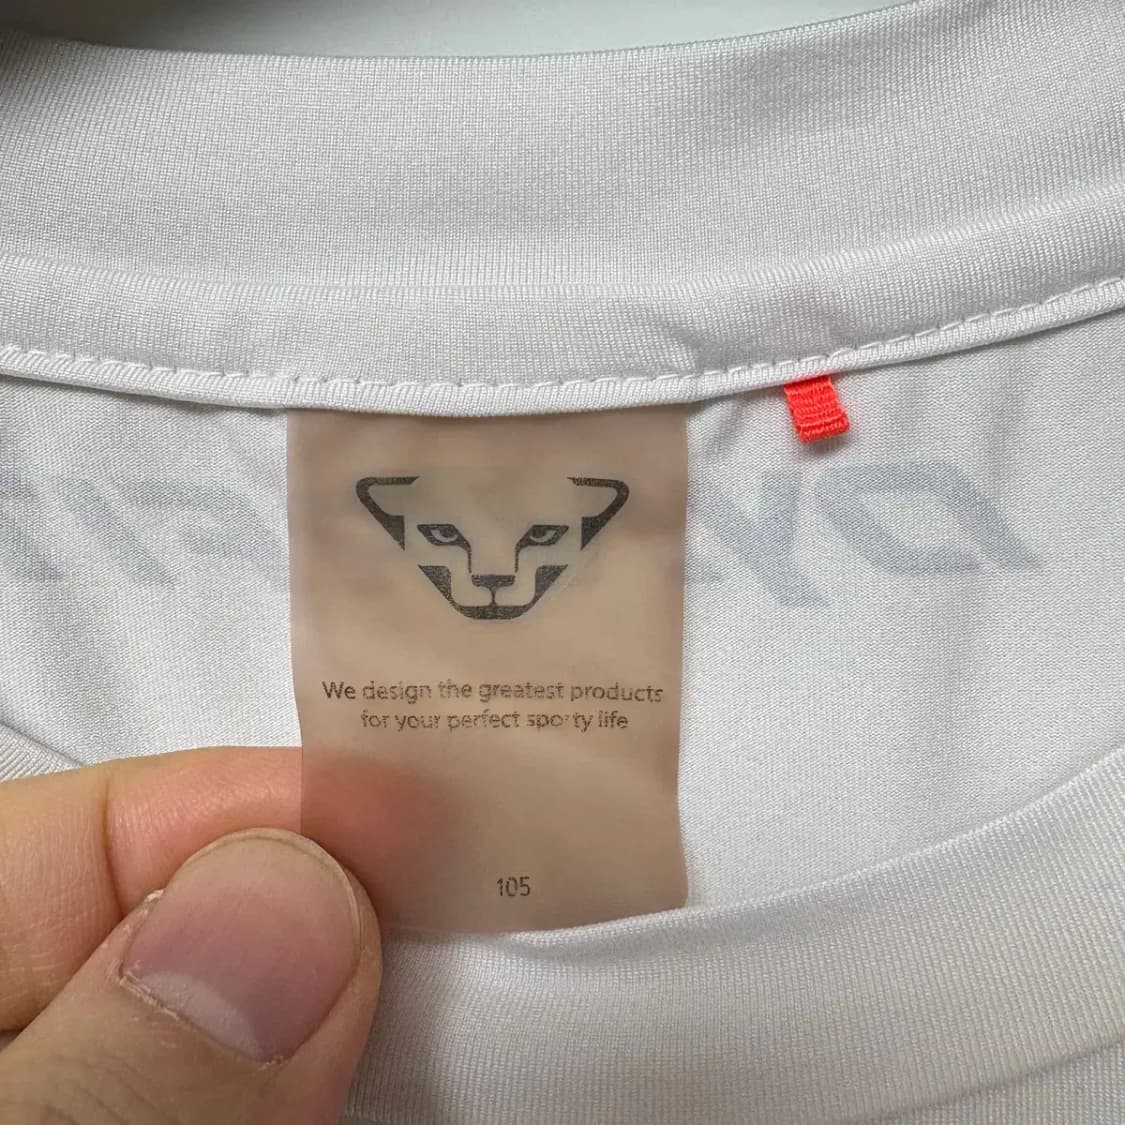 We design the greatest products
for your perfect sporty life
105